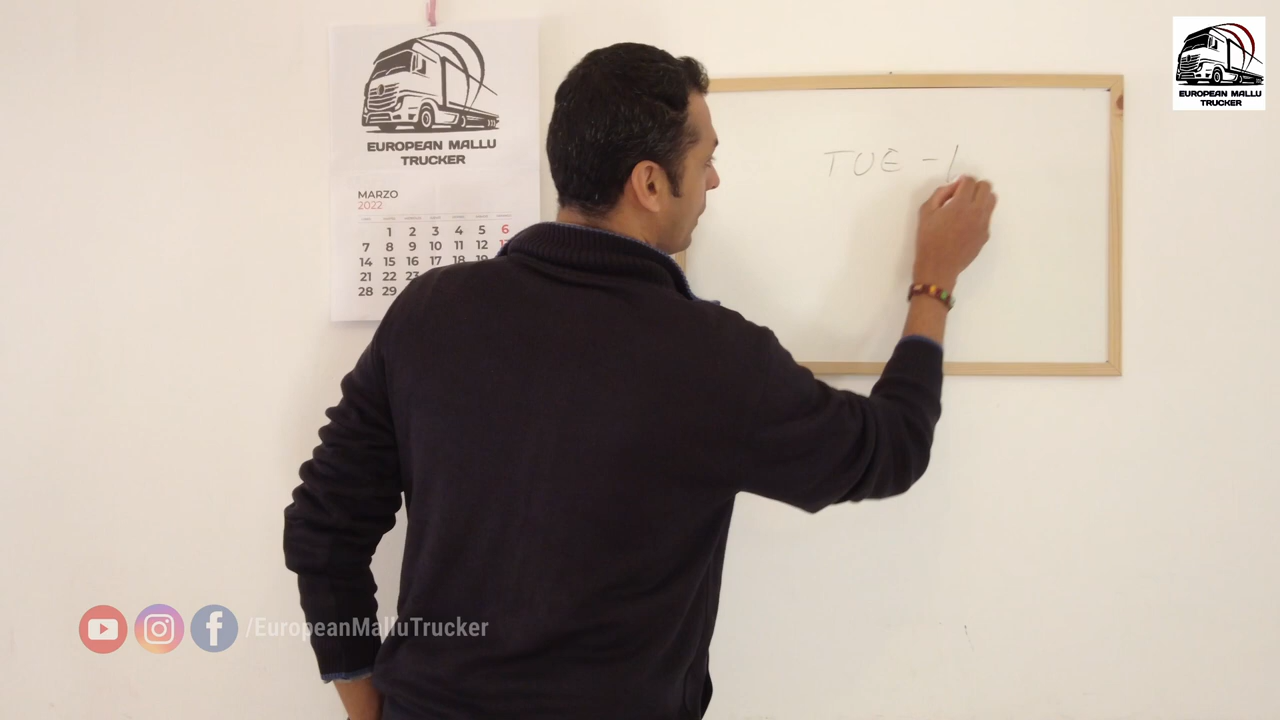 EUROPEAN MALLU
TRUCKER
MARZO
2022
1 2 3 4 5 6
7 8 9 10 11 12
14 15 16 17 18 19
21 22 23
28 29
TUE -
EUROPEAN MALLU
TRUCKER
/EuropeanMalluTrucker